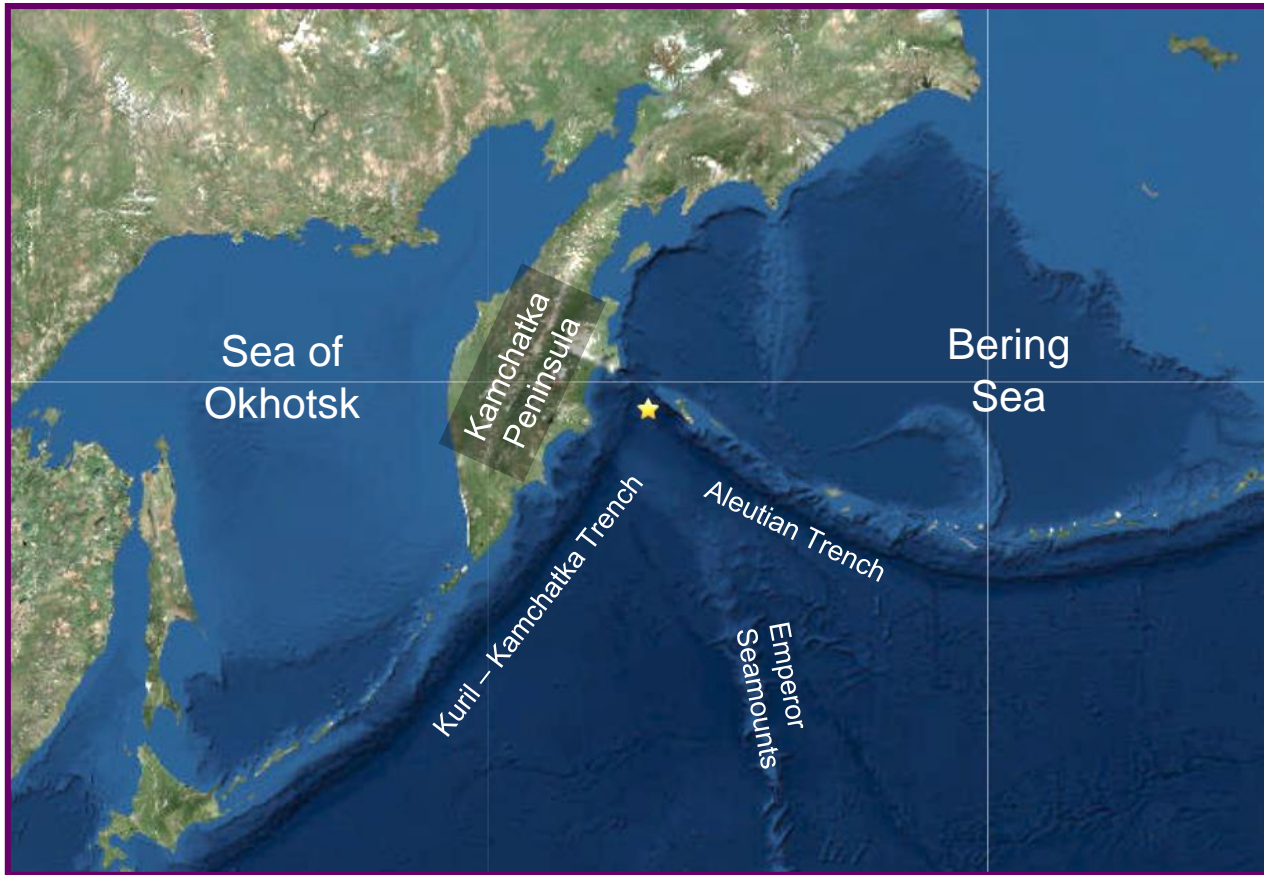 Sea of
Okhotsk
Kamchatka
Peninsula
Bering
Sea
Kuril – Kamchatka Trench
Aleutian Trench
Emperor
Seamounts